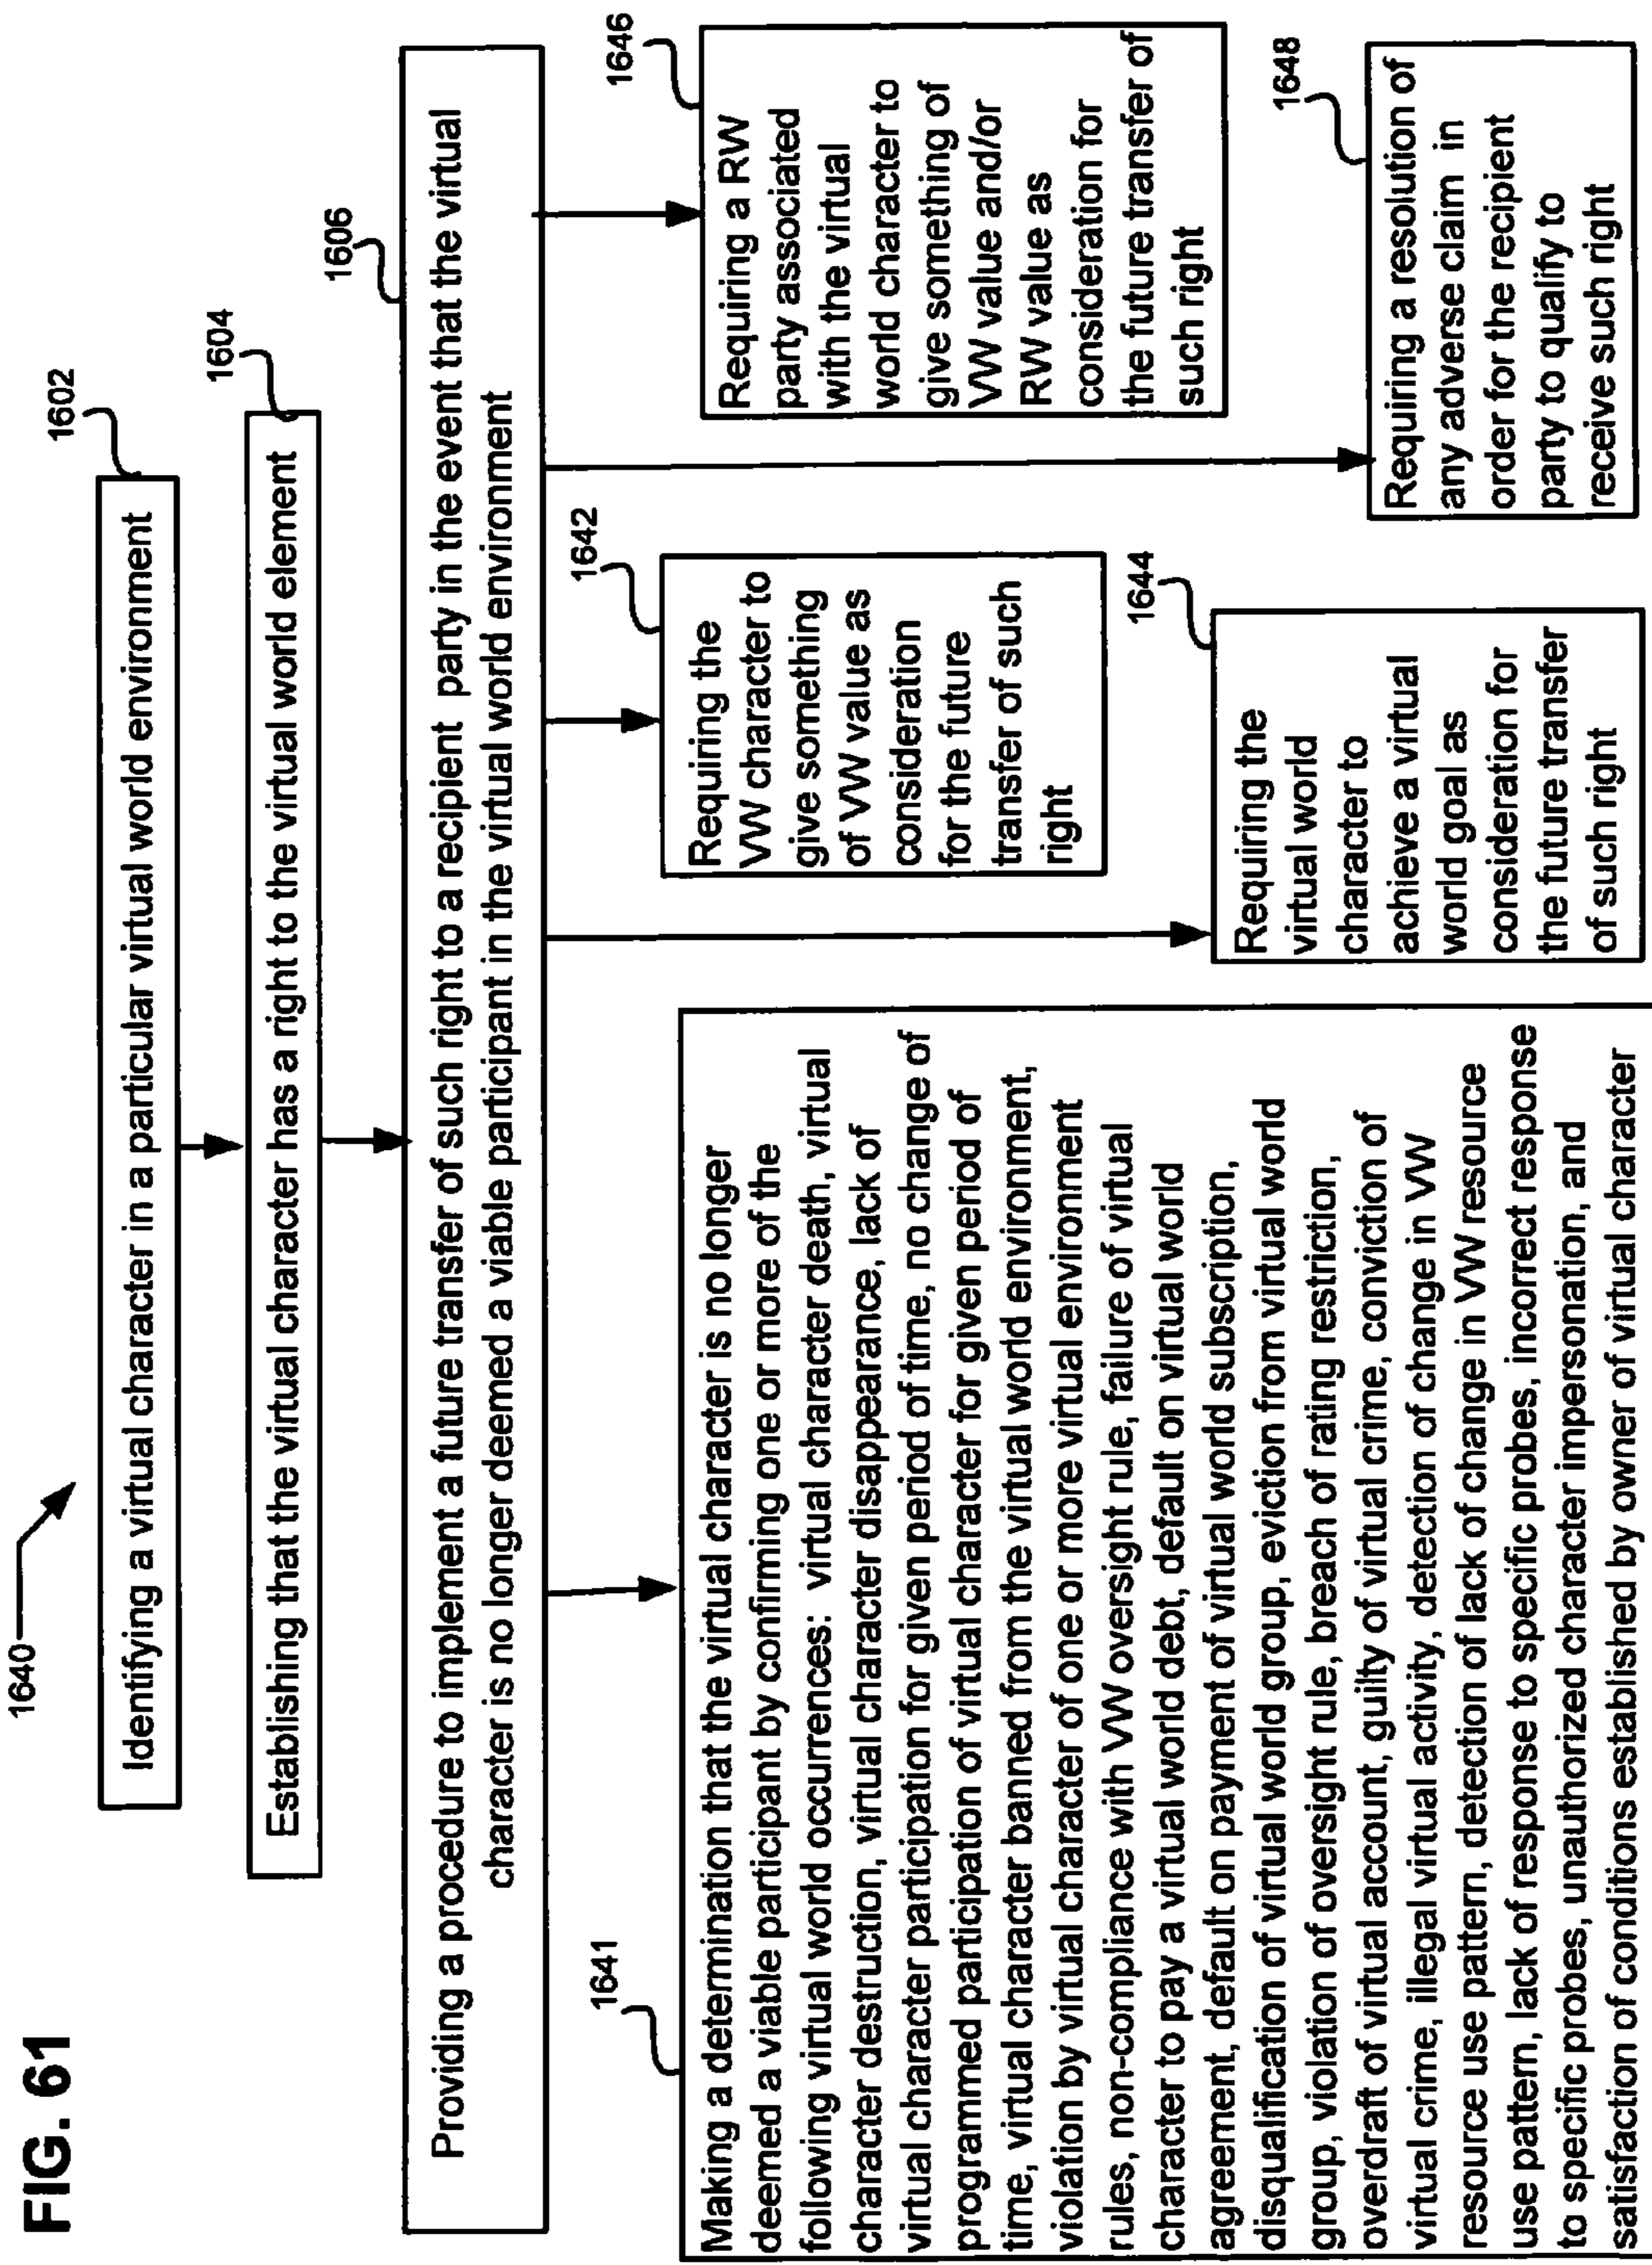 FIG. 61
1640
1602
Identifying a virtual character in a particular virtual world environment
1604
Establishing that the virtual character has a right to the virtual world element
1606
Providing a procedure to implement a future transfer of such right to a recipient party in the event that the virtual
character is no longer deemed a viable participant in the virtual world environment
1641
Making a determination that the virtual character is no longer
deemed a viable participant by confirming one or more of the
following virtual world occurrences: virtual character death, virtual
character destruction, virtual character disappearance, lack of
virtual character participation for given period of time, no change of
programmed participation of virtual character for given period of
time, virtual character banned from the virtual world environment,
violation by virtual character of one or more virtual environment
rules, non-compliance with VW oversight rule, failure of virtual
character to pay a virtual world debt, default on virtual world
agreement, default on payment of virtual world subscription,
disqualification of virtual world group, eviction from virtual world
group, violation of oversight rule, breach of rating restriction,
overdraft of virtual account, guilty of virtual crime, conviction of
virtual crime, illegal virtual activity, detection of change in VW
resource use pattern, detection of lack of change in VW resource
use pattern, lack of response to specific probes, incorrect response
to specific probes, unauthorized character impersonation, and
satisfaction of conditions established by owner of virtual character
1642
Requiring the
VW character to
give something
of VW value as
consideration
for the future
transfer of such
right
1644
Requiring the
virtual world
character to
achieve a virtual
world goal as
consideration for
the future transfer
of such right
1646
Requiring a RW
party associated
with the virtual
world character to
give something of
VW value and/or
RW value as
consideration for
the future transfer of
such right
1648
Requiring a resolution of
any adverse claim in
order for the recipient
party to qualify to
receive such right